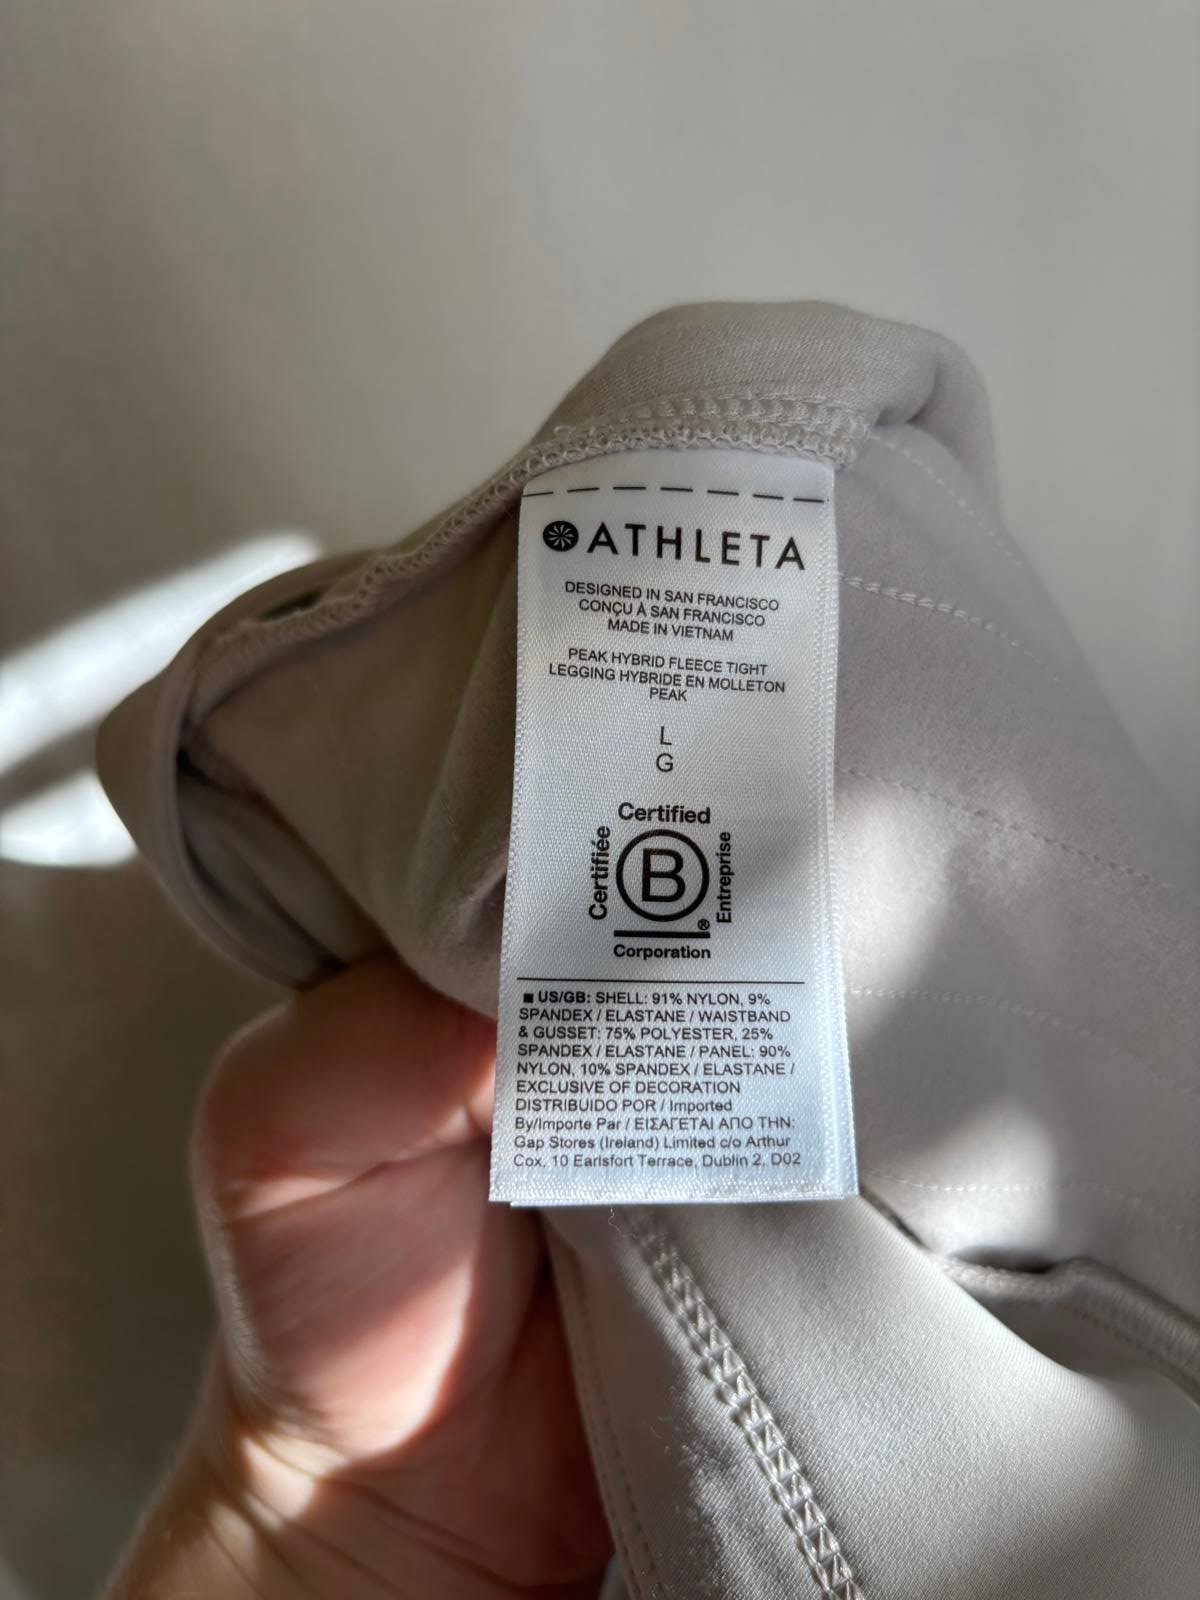 ATHLETA
DESIGNED IN SAN FRANCISCO
CONÇU À SAN FRANCISCO
MADE IN VIETNAM
PEAK HYBRID FLEECE TIGHT
LEGGING HYBRIDE EN MOLLETON
PEAK
L
G
Certified
Certifiée
B
Entreprise
®
Corporation
■ US/GB: SHELL: 91% NYLON, 9%
SPANDEX / ELASTANE / WAISTBAND
& GUSSET: 75% POLYESTER, 25%
SPANDEX / ELASTANE / PANEL: 90%
NYLON, 10% SPANDEX / ELASTANE /
EXCLUSIVE OF DECORATION
DISTRIBUIDO POR / Imported
By/Importe Par / ΕΙΣΑΓΕΤΑΙ ΑΠΟ ΤΗΝ:
Gap Stores (Ireland) Limited c/o Arthur
Cox, 10 Earlsfort Terrace, Dublin 2, D02